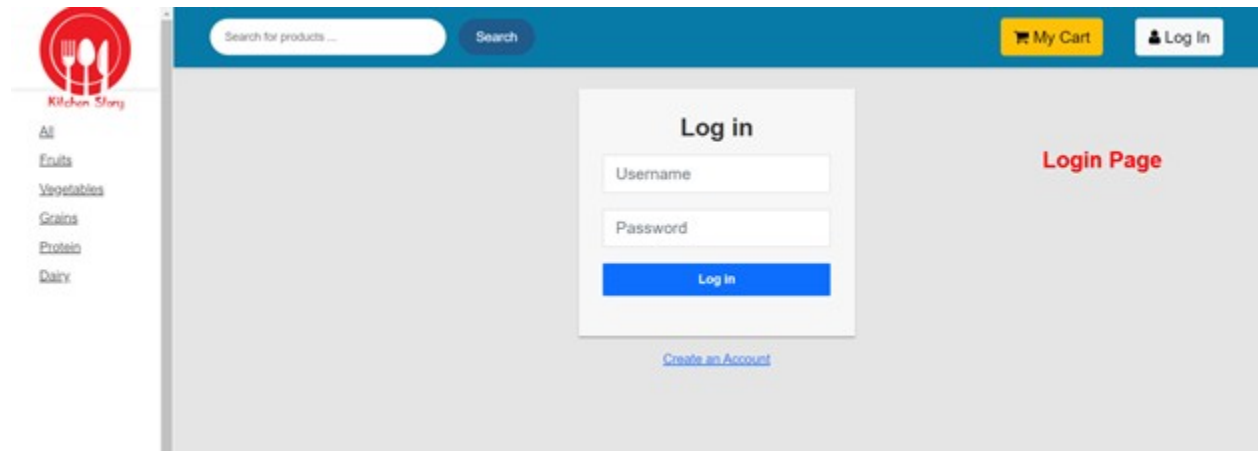 Kitchen Story
All
Fruits
Vegetables
Grains
Protein
Dairy
Search for products ...
Search
My Cart
Log In
Log in
Username
Password
Log in
Create an Account
Login Page